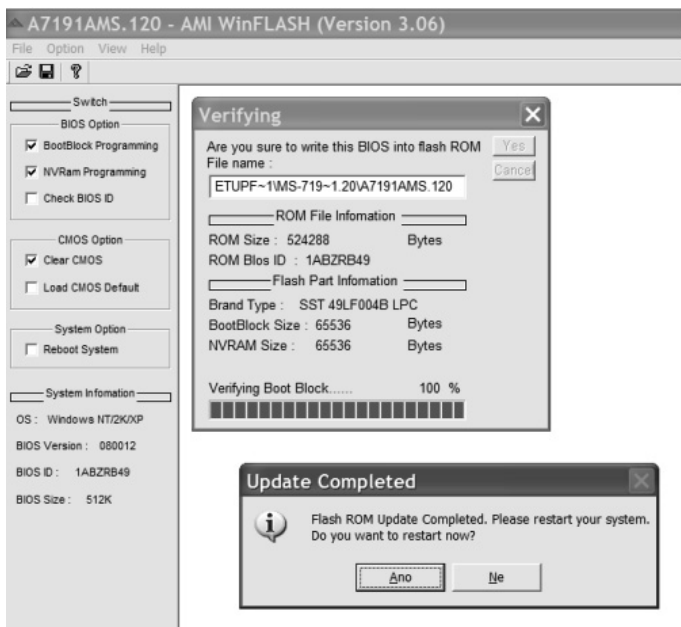 A7191AMS.120 - AMI WinFLASH (Version 3.06)
File Option View Help
Switch
BIOS Option
BootBlock Programming
NVRam Programming
Check BIOS ID
CMOS Option
Clear CMOS
Load CMOS Default
System Option
Reboot System
System Infomation
OS : Windows NT/2K/XP
BIOS Version : 080012
BIOS ID : 1ABZRB49
BIOS Size : 512K
Verifying
Are you sure to write this BIOS into flash ROM
File name :
Yes
Cancel
ETUPF~1\MS-719~1.20\A7191AMS.120
ROM File Infomation
ROM Size : 524288 Bytes
ROM BIos ID : 1ABZRB49
Flash Part Infomation
Brand Type : SST 49LF004B LPC
BootBlock Size : 65536 Bytes
NVRAM Size : 65536 Bytes
Verifying Boot Block...... 100 %
Update Completed
Flash ROM Update Completed. Please restart your system.
Do you want to restart now?
Ano Ne